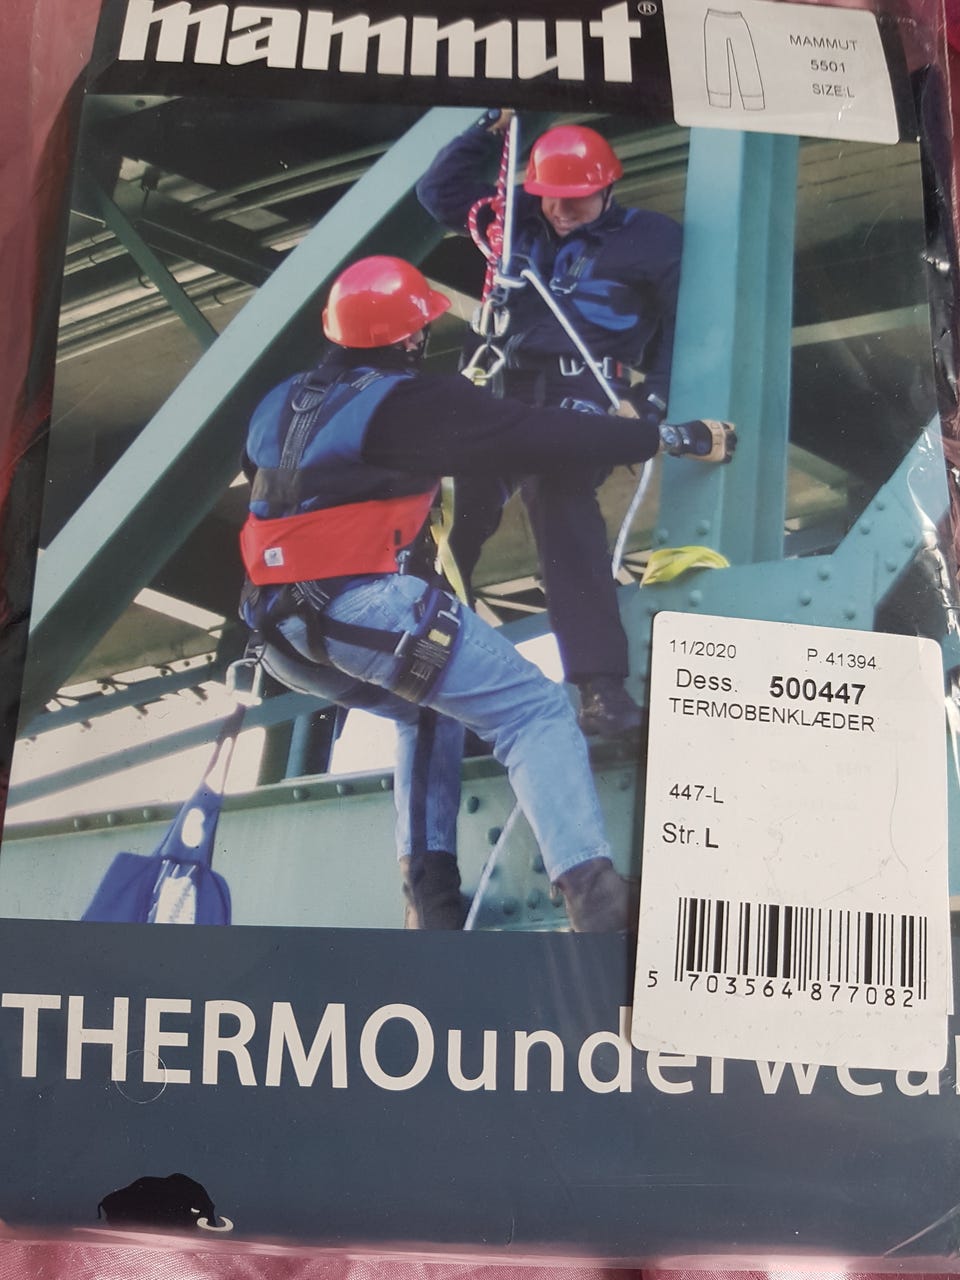 mammut®
MAMMUT
5501
SIZE:L
11/2020 P.41394
Dess. 500447
TERMOBENKLÆDER
447-L
Str. L
5 703564 877082
THERMOunderwear